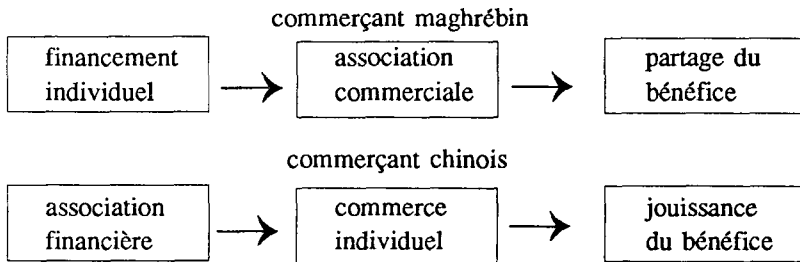 commerçant maghrébin
financement
individuel
association
commerciale
partage du
bénéfice
commerçant chinois
association
financière
commerce
individuel
jouissance
du bénéfice